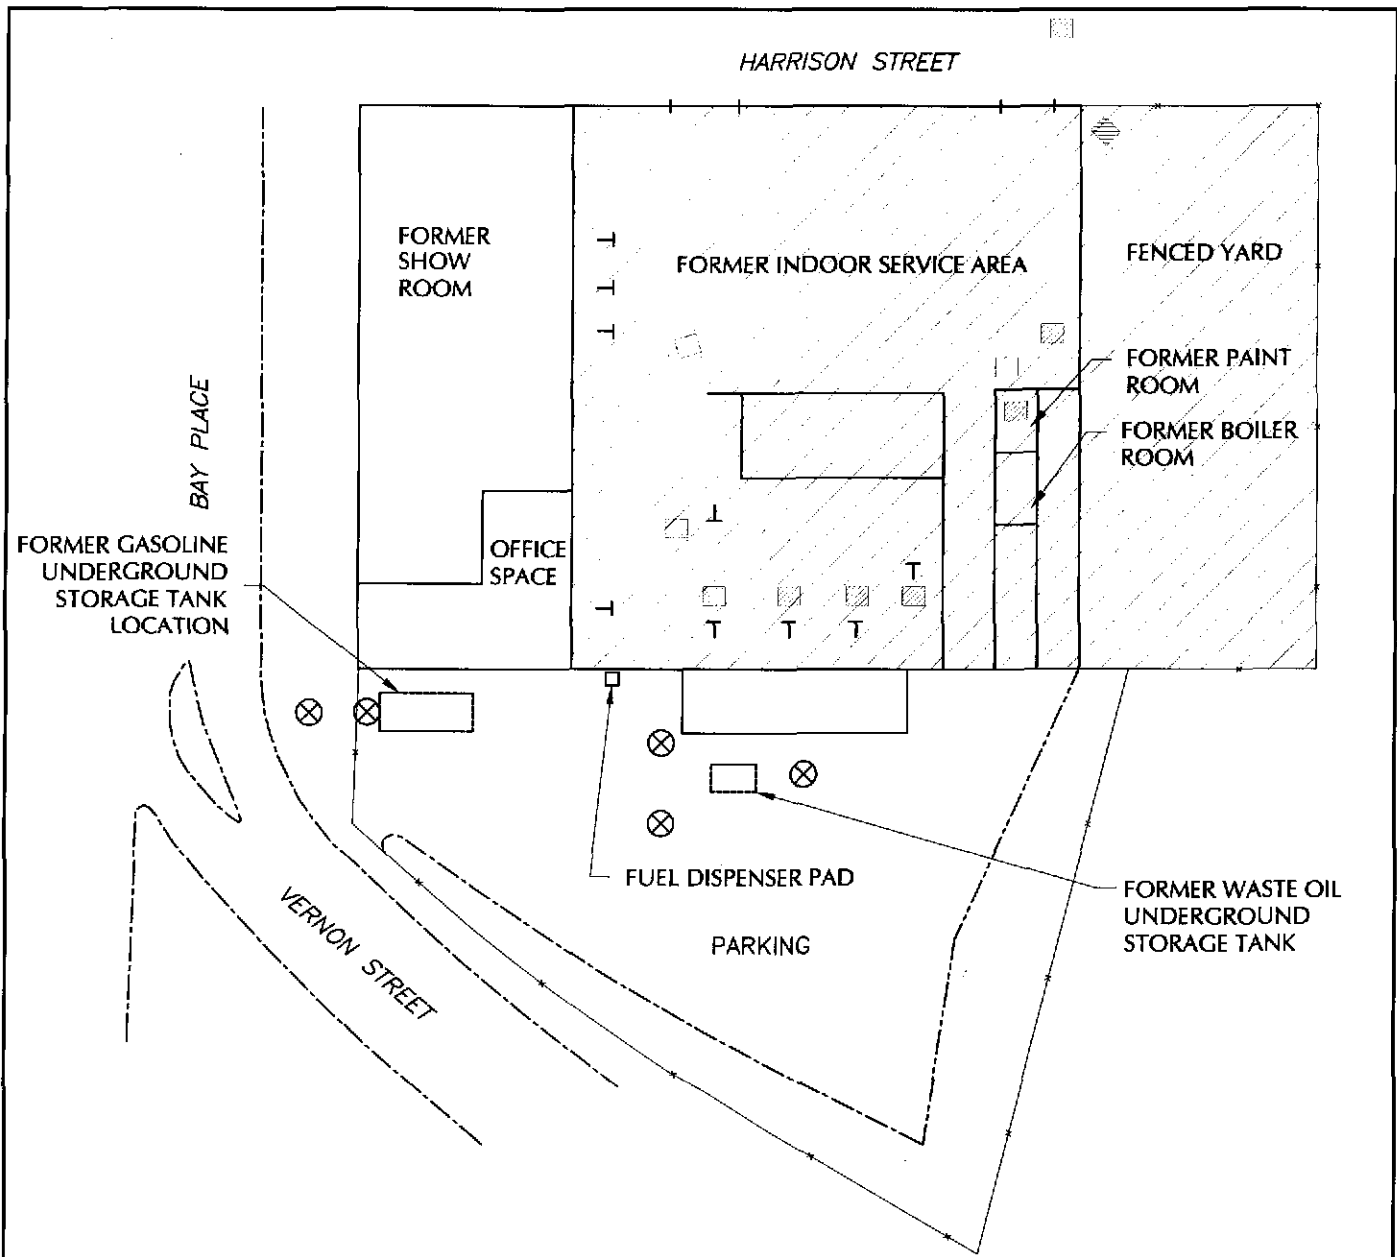 HARRISON STREET
FORMER
SHOW
ROOM
FORMER INDOOR SERVICE AREA
FENCED YARD
FORMER PAINT
ROOM
BAY PLACE
FORMER BOILER
ROOM
FORMER GASOLINE
UNDERGROUND
STORAGE TANK
LOCATION
OFFICE
SPACE
FUEL DISPENSER PAD
FORMER WASTE OIL
UNDERGROUND
STORAGE TANK
VERNON STREET
PARKING